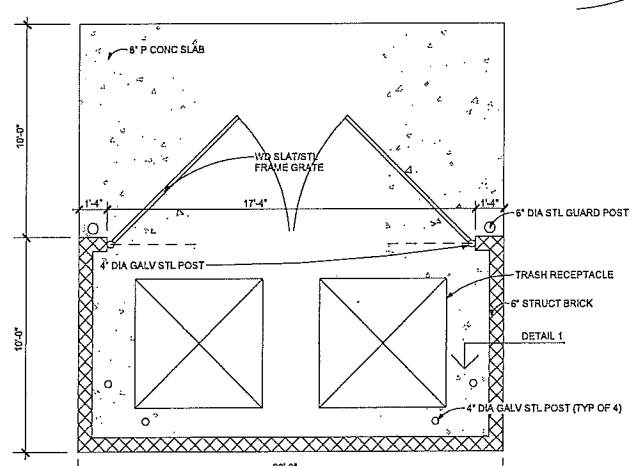 8" P CONC SLAB
10'-0"
WD SLAT/STL
FRAME GRATE
1'-4"
17'-4"
1'-4"
6" DIA STL GUARD POST
4" DIA GALV STL POST
TRASH RECEPTACLE
6" STRUCT BRICK
10'-0"
DETAIL 1
4" DIA GALV STL POST (TYP OF 4)